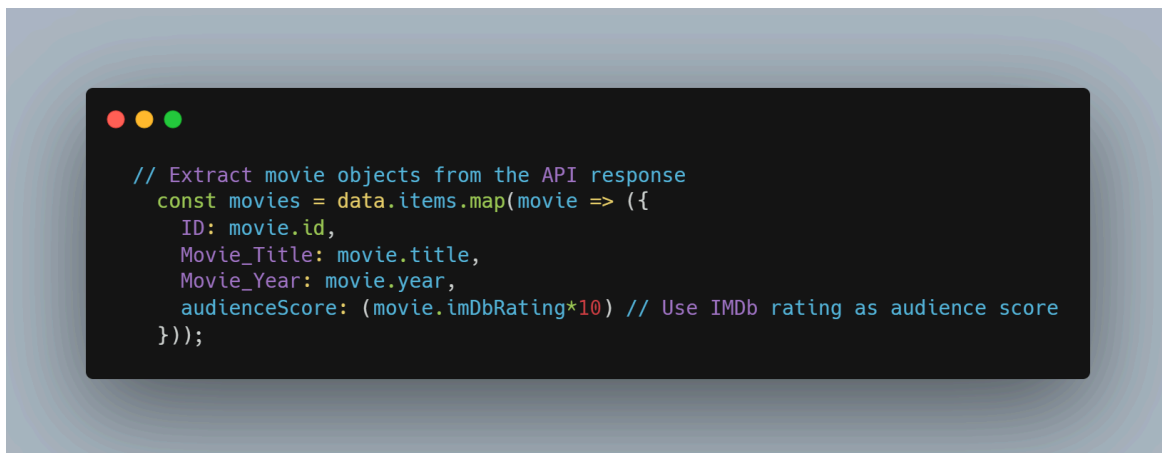 // Extract movie objects from the API response
const movies = data.items.map(movie => ({
ID: movie.id,
Movie_Title: movie.title,
Movie_Year: movie.year,
audienceScore: (movie.imDbRating*10) // Use IMDb rating as audience score
}));